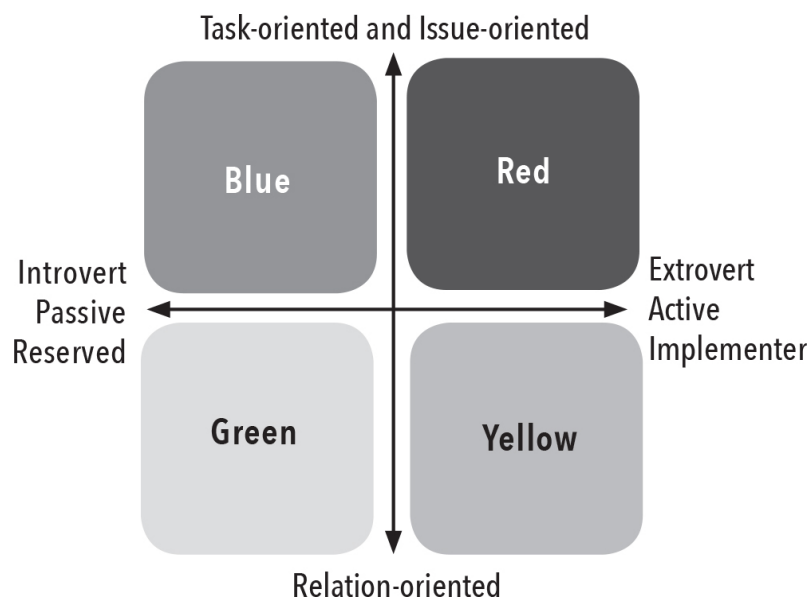 Task-oriented and Issue-oriented
Blue
Red
Introvert
Passive
Reserved
Extrovert
Active
Implementer
Green
Yellow
Relation-oriented